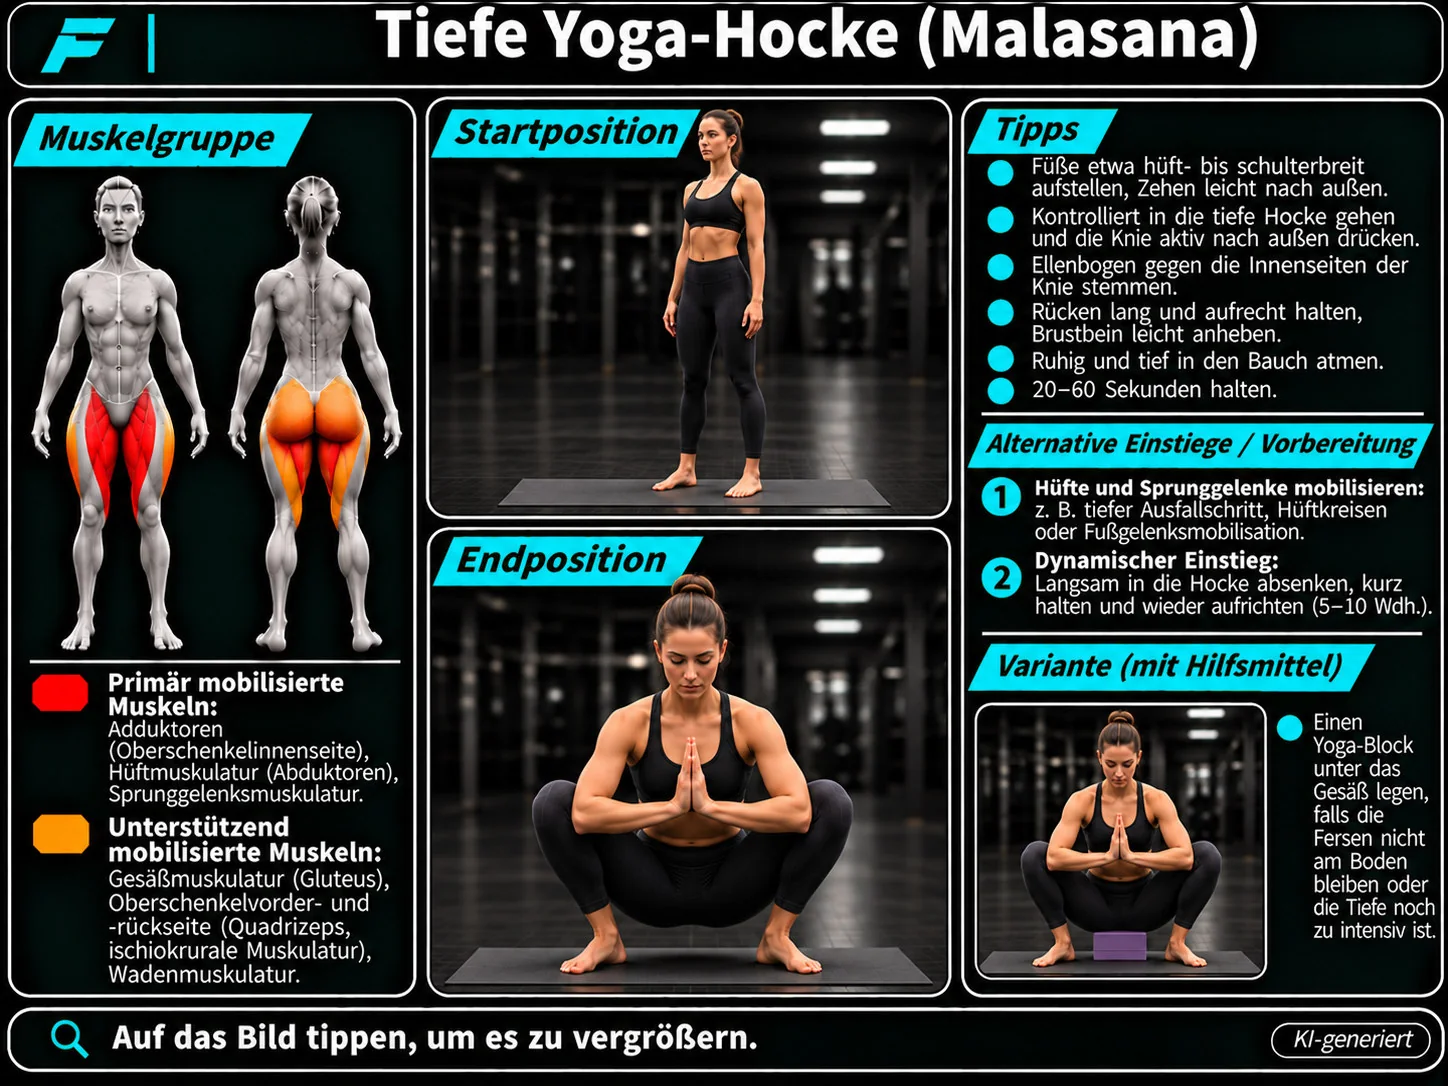 F
Tiefe Yoga-Hocke (Malasana)
Muskelgruppe
Primär mobilisierte
Muskeln:
Adduktoren
(Oberschenkelinnenseite),
Hüftmuskulatur (Abduktoren),
Sprunggelenksmuskulatur.
Unterstützend
mobilisierte Muskeln:
Gesäßmuskulatur (Gluteus),
Oberschenkelvorder- und
-rückseite (Quadrizeps,
ischiokrurale Muskulatur),
Wadenmuskulatur.
Startposition
Endposition
Tipps
Füße etwa hüft- bis schulterbreit
aufstellen, Zehen leicht nach außen.
Kontrolliert in die tiefe Hocke gehen
und die Knie aktiv nach außen drücken.
Ellenbogen gegen die Innenseiten der
Knie stemmen.
Rücken lang und aufrecht halten,
Brustbein leicht anheben.
Ruhig und tief in den Bauch atmen.
20–60 Sekunden halten.
Alternative Einstiege / Vorbereitung
1 Hüfte und Sprunggelenke mobilisieren:
z. B. tiefer Ausfallschritt, Hüftkreisen
oder Fußgelenksmobilisation.
2 Dynamischer Einstieg:
Langsam in die Hocke absenken, kurz
halten und wieder aufrichten (5–10 Wdh.).
Variante (mit Hilfsmittel)
Einen
Yoga-Block
unter das
Gesäß legen,
falls die
Fersen nicht
am Boden
bleiben oder
die Tiefe noch
zu intensiv ist.
Auf das Bild tippen, um es zu vergrößern.
KI-generiert